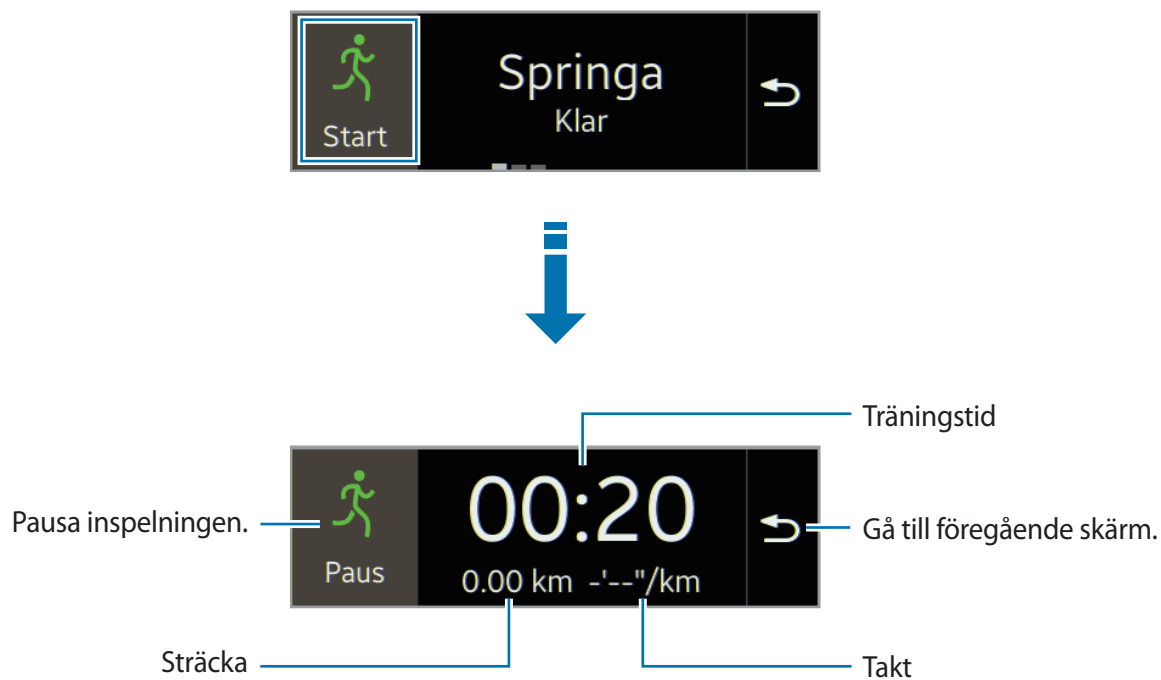 Start
Springa
Klar
Träningstid
Pausa inspelningen.
Paus
00:20
0.00 km -'--"/km
Gå till föregående skärm.
Sträcka
Takt